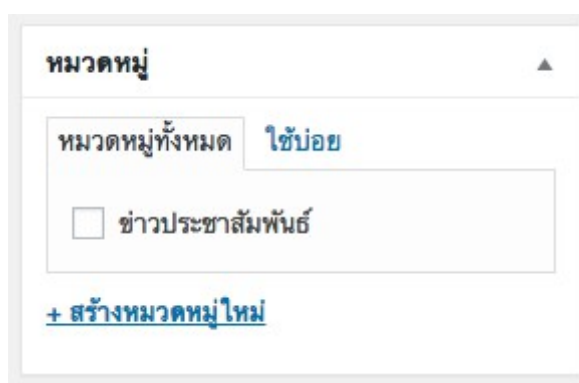 หมวดหมู่
หมวดหมู่ทั้งหมด ใช้บ่อย
ข่าวประชาสัมพันธ์
+ สร้างหมวดหมู่ใหม่